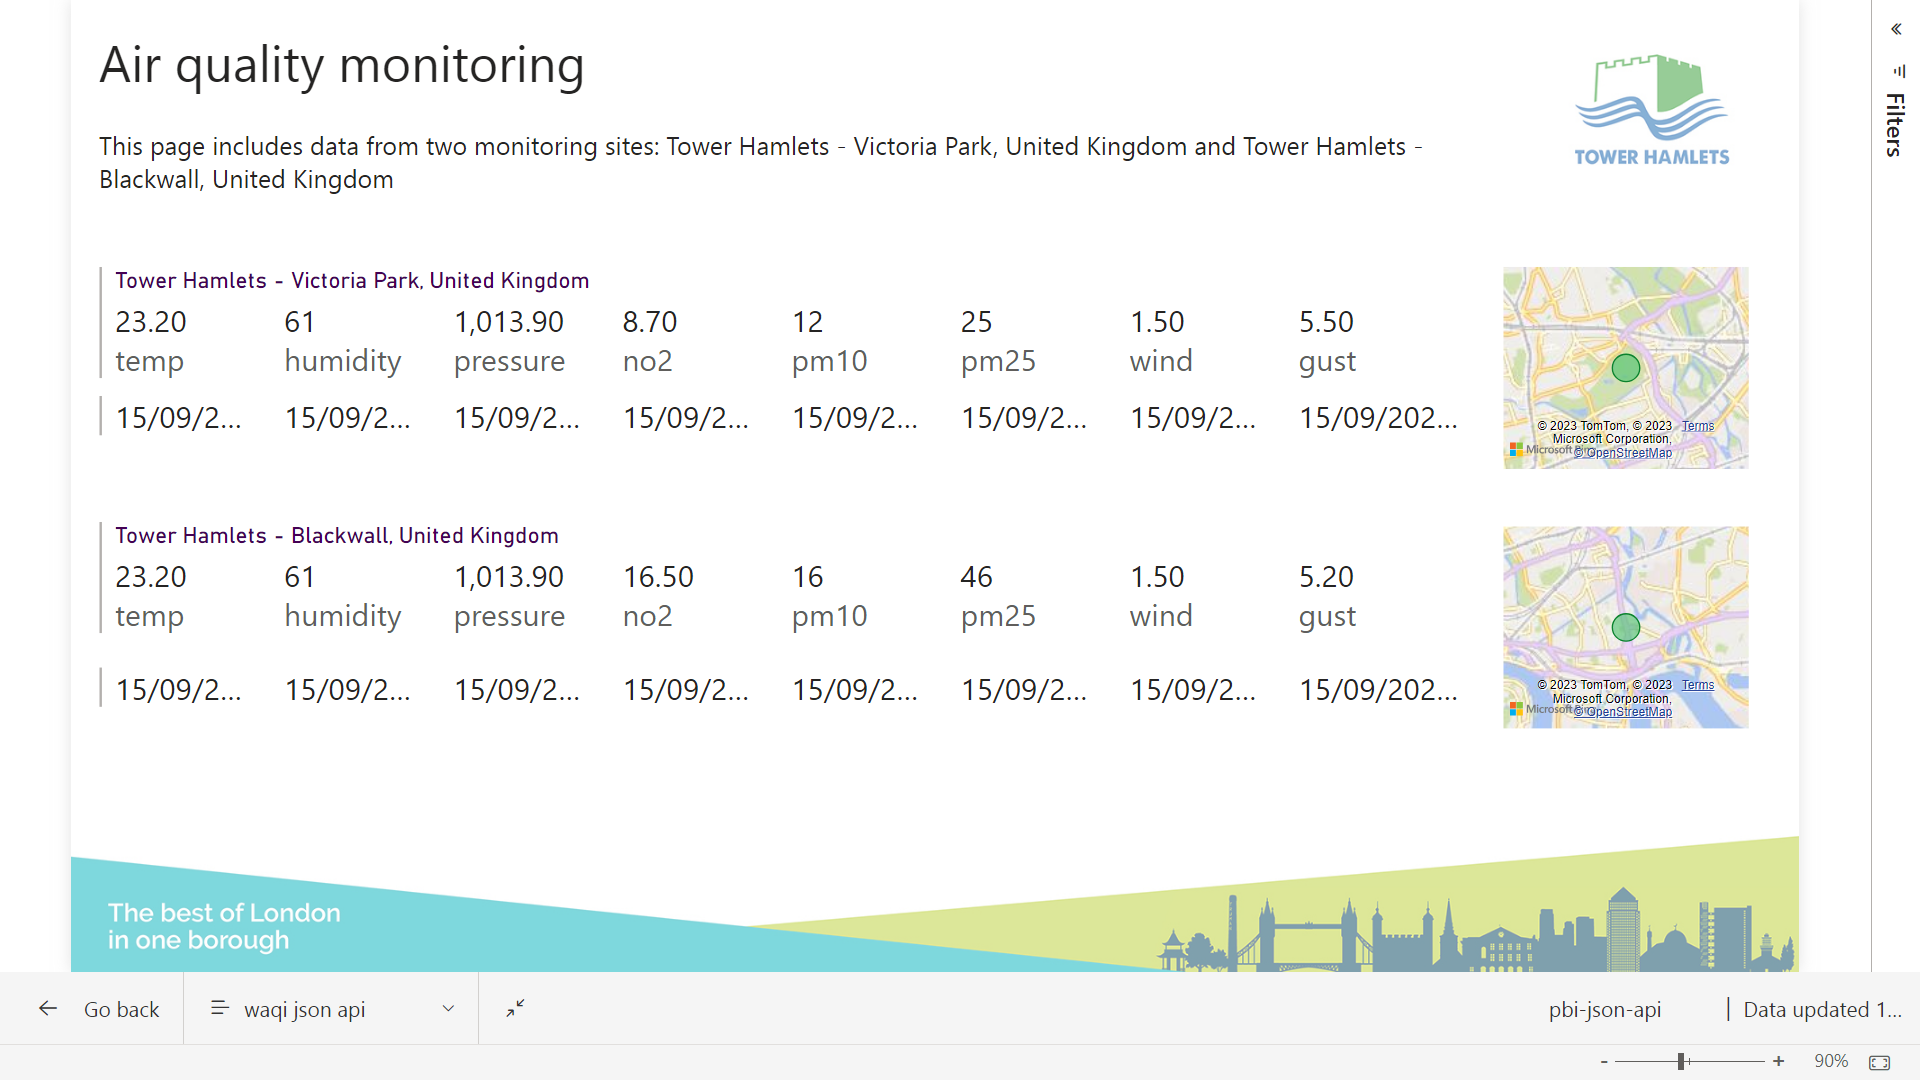 Air quality monitoring
TOWER HAMLETS
This page includes data from two monitoring sites: Tower Hamlets - Victoria Park, United Kingdom and Tower Hamlets -
Blackwall, United Kingdom
« Filters
Tower Hamlets - Victoria Park, United Kingdom
23.20 61 1,013.90 8.70 12 25 1.50 5.50
temp humidity pressure no2 pm10 pm25 wind gust
15/09/2... 15/09/2... 15/09/2... 15/09/2... 15/09/2... 15/09/2... 15/09/2... 15/09/202...
© 2023 TomTom, © 2023 Terms
Microsoft Corporation,
Microsoft
© OpenStreetMap
Tower Hamlets - Blackwall, United Kingdom
23.20 61 1,013.90 16.50 16 46 1.50 5.20
temp humidity pressure no2 pm10 pm25 wind gust
15/09/2... 15/09/2... 15/09/2... 15/09/2... 15/09/2... 15/09/2... 15/09/2... 15/09/202...
© 2023 TomTom, © 2023 Terms
Microsoft Corporation,
Microsoft
© OpenStreetMap
The best of London
in one borough
Go back
waqi json api
pbi-json-api | Data updated 1...
- + 90%